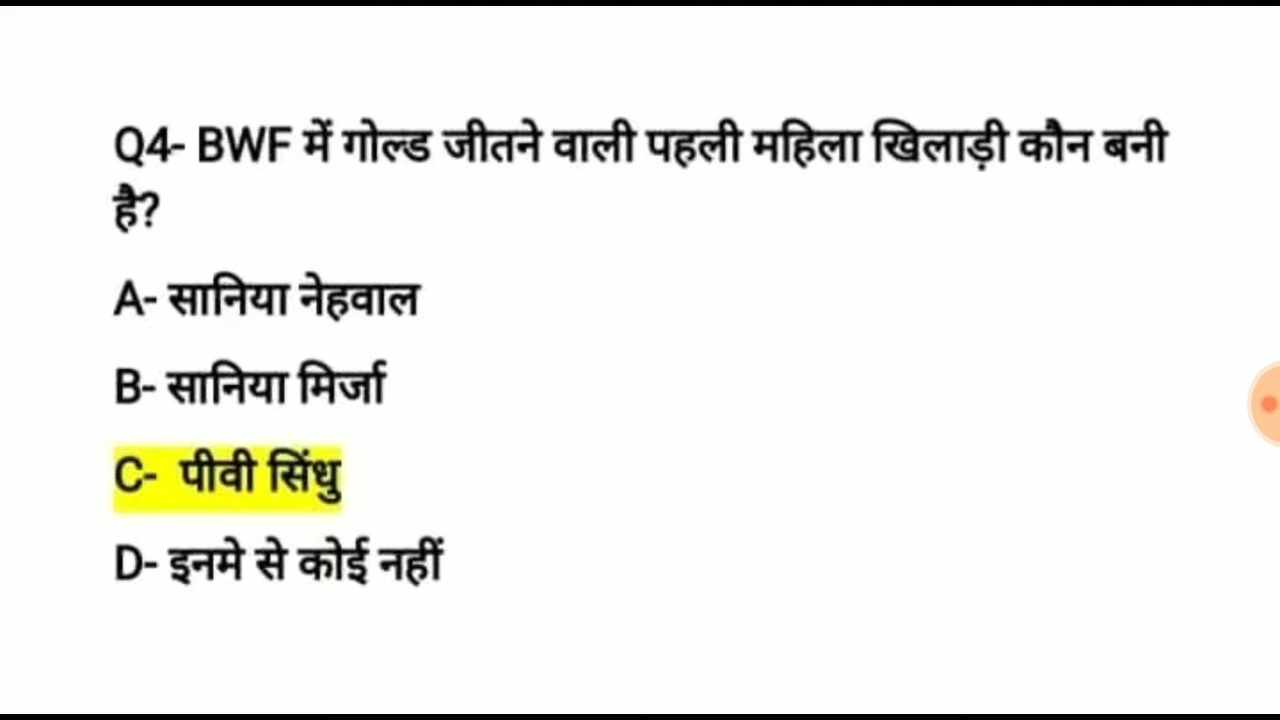 Q4- BWF में गोल्ड जीतने वाली पहली महिला खिलाड़ी कौन बनी
है?
A- सानिया नेहवाल
B- सानिया मिर्जा
C- पीवी सिंधु
D- इनमे से कोई नहीं